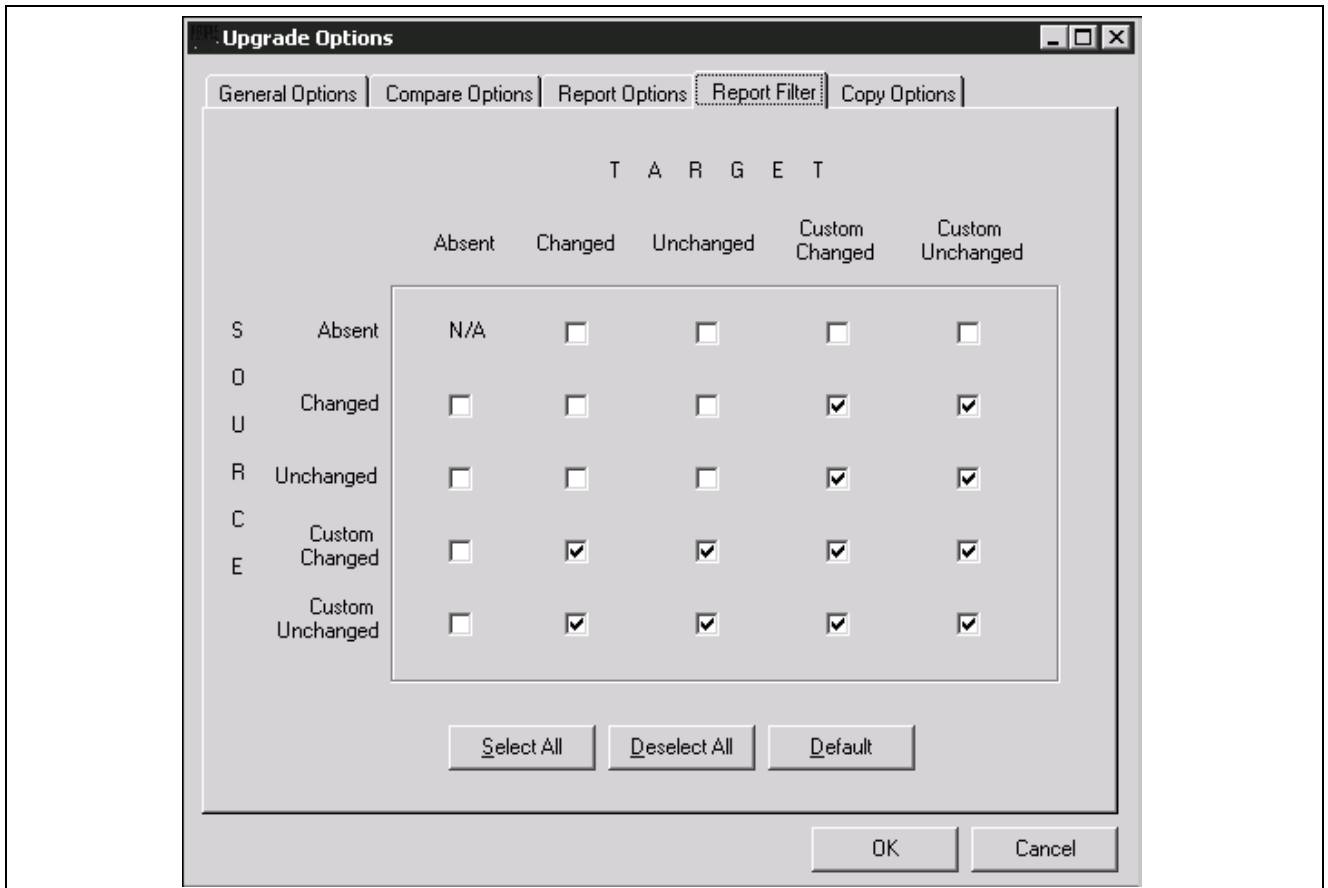 Upgrade Options
General Options Compare Options Report Options Report Filter Copy Options
T A R G E T
Absent Changed Unchanged Custom Changed Custom Unchanged
S O U R C E
Absent N/A
Changed
Unchanged
Custom
Changed
Custom
Unchanged
Select All Deselect All Default
OK Cancel